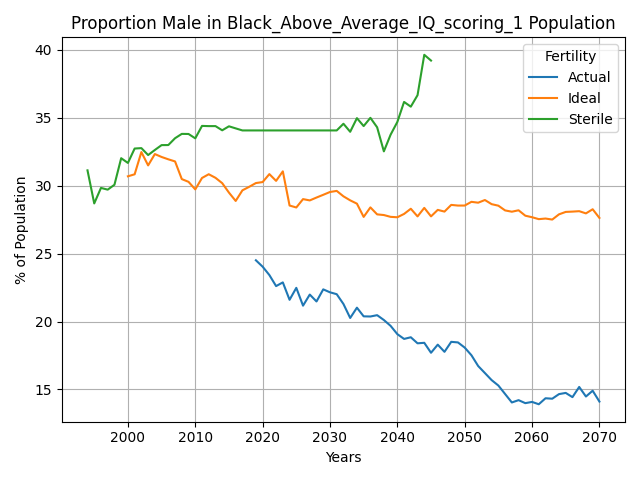 Proportion Male in Black_Above_Average_IQ_scoring_1 Population
Fertility
Actual
Ideal
Sterile
% of Population
40
35
30
25
20
15
2000
2010
2020
2030
2040
2050
2060
2070
Years